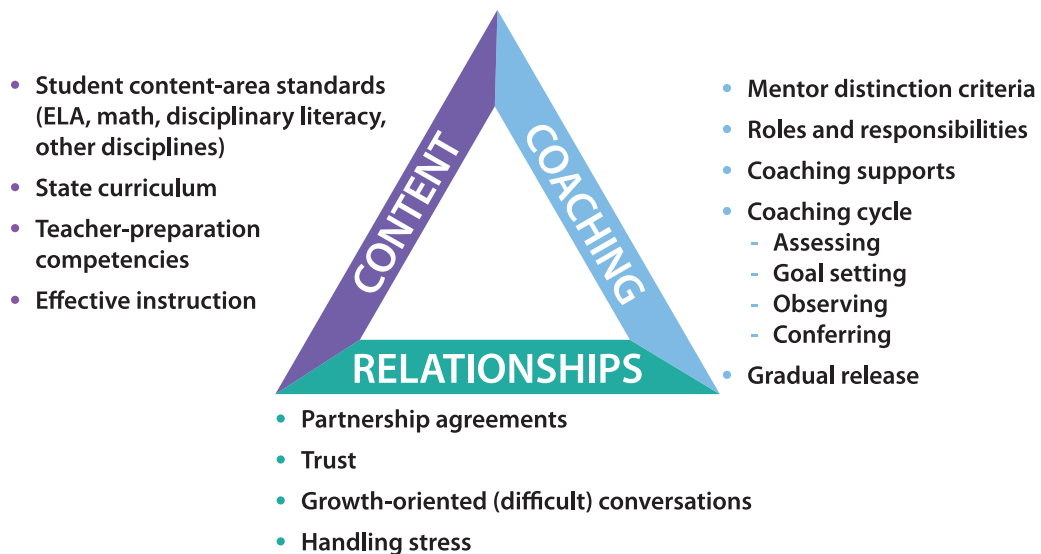 • Student content-area standards
(ELA, math, disciplinary literacy,
other disciplines)
• State curriculum
• Teacher-preparation
competencies
• Effective instruction
CONTENT
COACHING
RELATIONSHIPS
• Mentor distinction criteria
• Roles and responsibilities
• Coaching supports
• Coaching cycle
- Assessing
- Goal setting
- Observing
- Conferring
• Gradual release
• Partnership agreements
• Trust
• Growth-oriented (difficult) conversations
• Handling stress